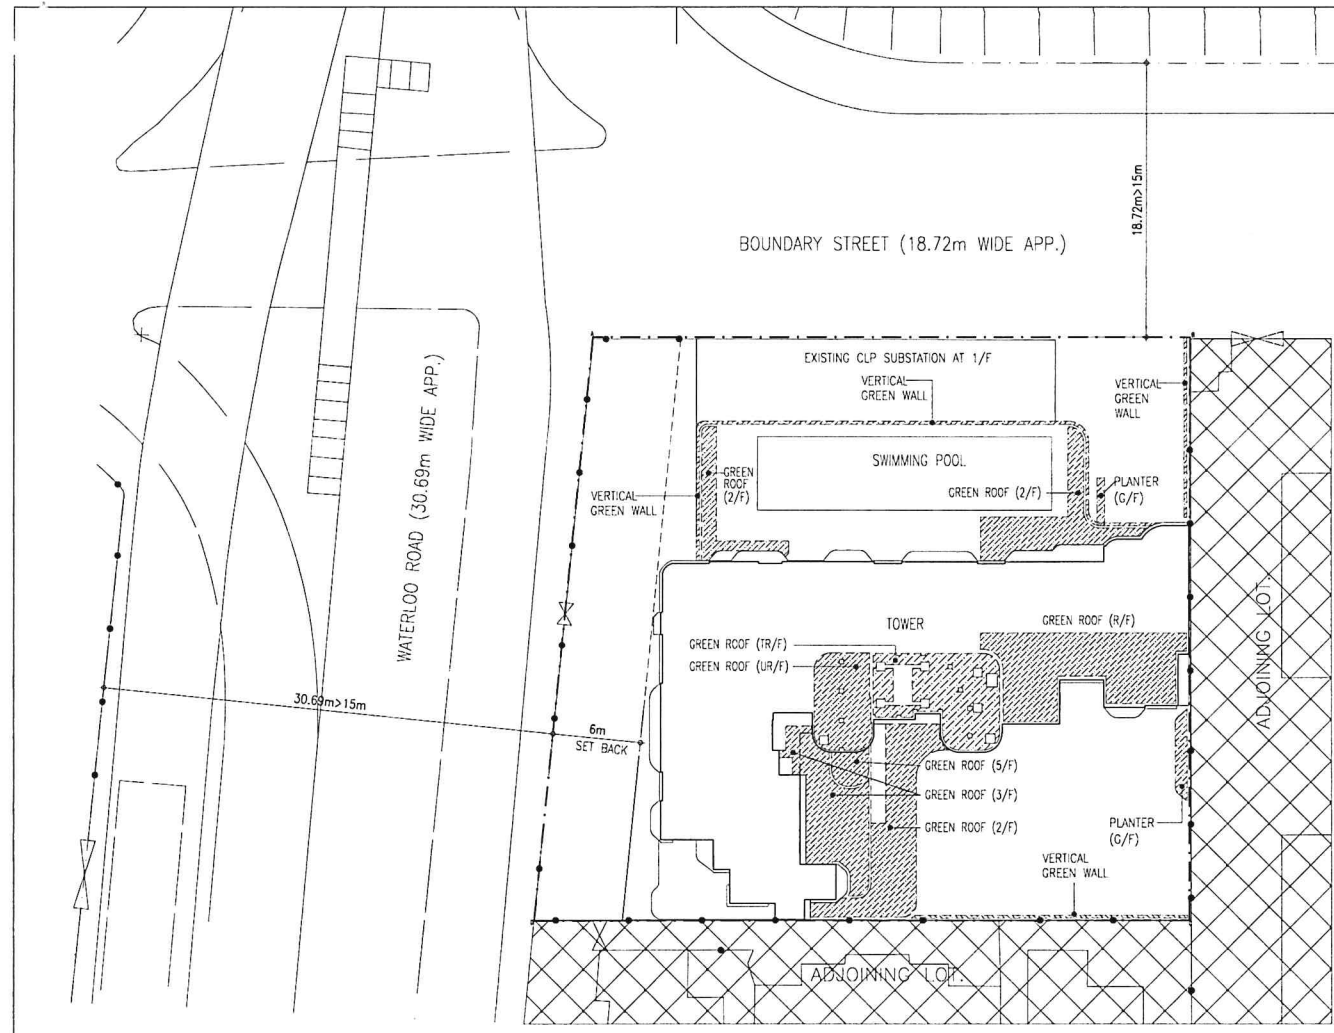 18.72m>15m
BOUNDARY STREET (18.72m WIDE APP.)
EXISTING CLP SUBSTATION AT 1/F
VERTICAL
GREEN WALL
VERTICAL
GREEN
WALL
WATERLOO ROAD (30.69m WIDE APP.)
SWIMMING POOL
GREEN
ROOF
(2/F)
GREEN ROOF (2/F)
PLANTER
(G/F)
VERTICAL
GREEN WALL
TOWER
GREEN ROOF (R/F)
GREEN ROOF (TR/F)
GREEN ROOF (UR/F)
ADJOINING LOT.
30.69m>15m
6m
SET BACK
GREEN ROOF (5/F)
GREEN ROOF (3/F)
GREEN ROOF (2/F)
PLANTER
(G/F)
VERTICAL
GREEN WALL
ADJOINING LOT.